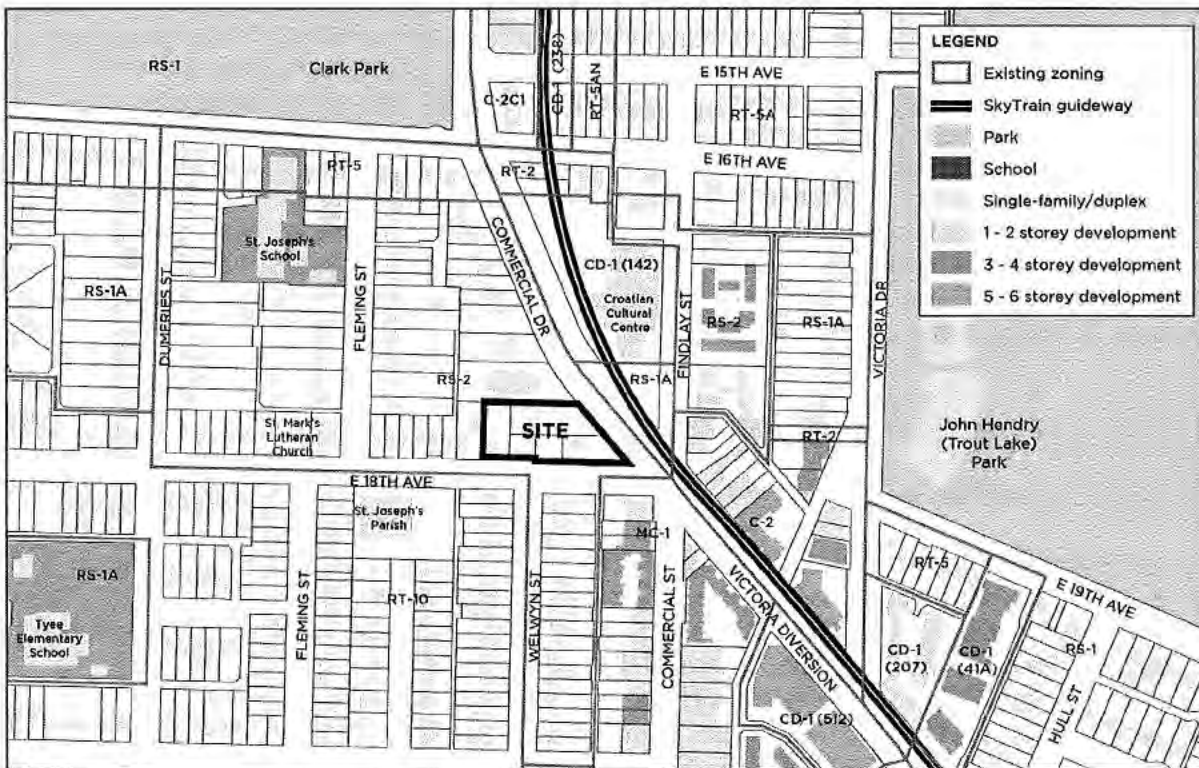 LEGEND
Existing zoning
SkyTrain guideway
Park
School
Single-family/duplex
1 - 2 storey development
3 - 4 storey development
5 - 6 storey development
RS-1
Clark Park
C-2C1
CD-1 (238)
RT-5AN
E 15TH AVE
RT-5A
E 16TH AVE
RT-5
RT-2
St. Joseph's
School
COMMERCIAL DR
CD-1 (142)
Croatian
Cultural
Centre
RS-1A
DUMFRIES ST
FLEMING ST
FINDLAY ST
RS-2
RS-1A
VICTORIA DR
RS-2
RS-1A
SITE
St. Mark's
Lutheran
Church
RT-2
John Hendry
(Trout Lake)
Park
E 18TH AVE
St. Joseph's
Parish
MC-1
C-2
RT-5
E 19TH AVE
RS-1A
FLEMING ST
RT-10
WELWYN ST
COMMERCIAL ST
VICTORIA DIVERSION
Tyee
Elementary
School
CD-1
(207)
CD-1
(41A)
RS-1
HULL ST
CD-1 (512)